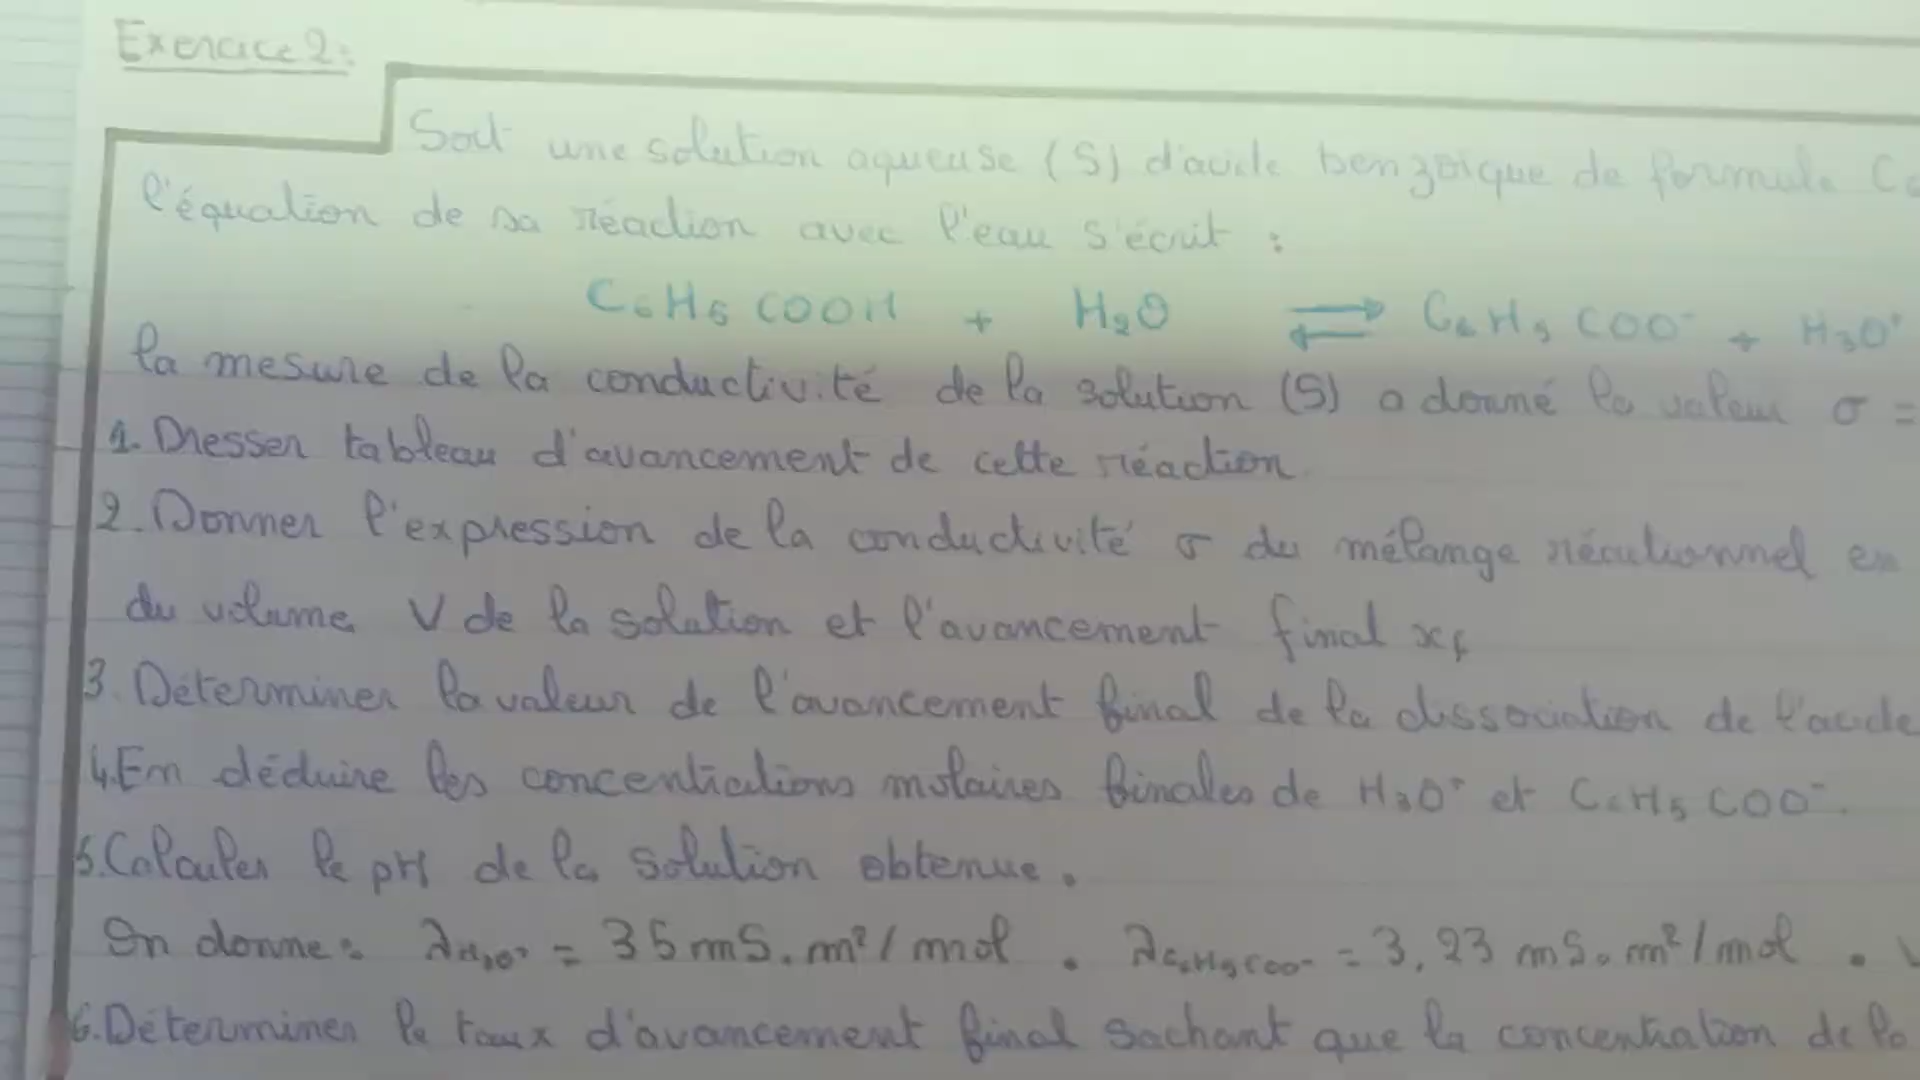 Exercice 2:
Soit une solution aqueuse (S) d'acide benzoique de formule C6
l'équation de sa réaction avec l'eau s'écrit :
C6H5COOH + H2O ⇌ C6H5COO- + H3O+
la mesure de la conductivité de la solution (S) a donné la valeur σ =
1. Dresser tableau d'avancement de cette réaction
2. Donner l'expression de la conductivité σ du mélange réactionnel en
du volume V de la solution et l'avancement final xf
3. Déterminer la valeur de l'avancement final de la dissociation de l'acide
4. En déduire les concentrations molaires finales de H3O+ et C6H5COO-.
5. Calculer le pH de la solution obtenue.
On donne : λH3O+ = 35 mS.m²/mol . λC6H5COO- = 3,23 mS.m²/mol .
6. Déterminer le taux d'avancement final sachant que la concentration de la